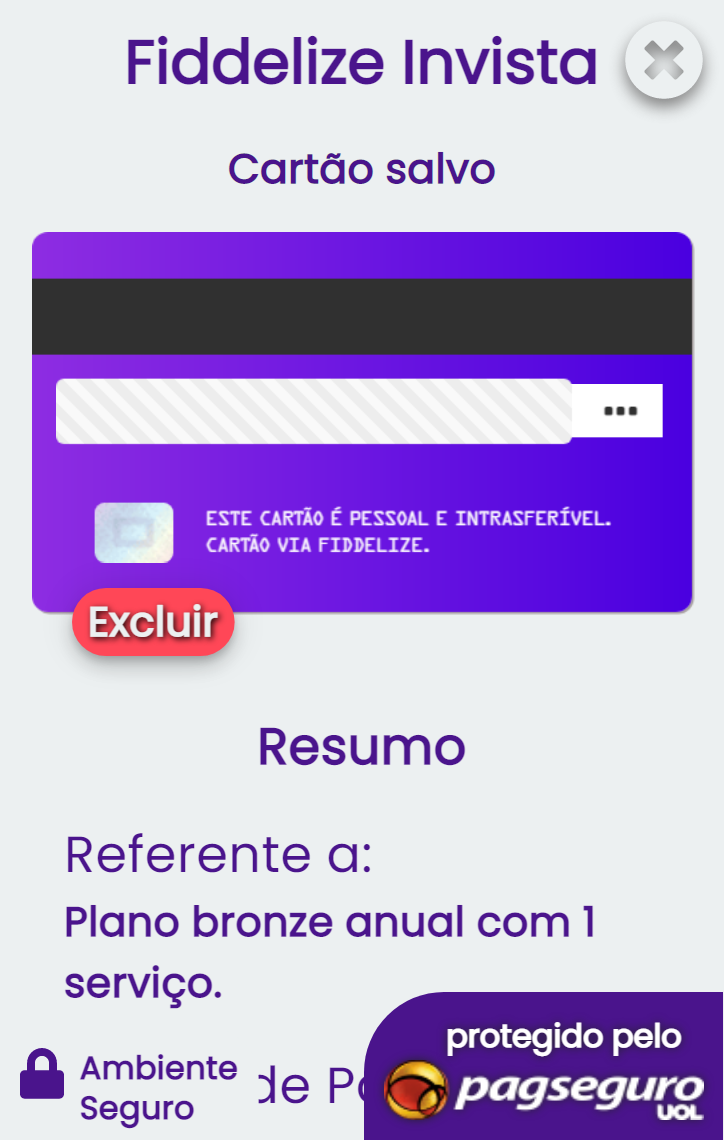 Fiddelize Invista
Cartão salvo
ESTE CARTÃO É PESSOAL E INTRASFERÍVEL.
CARTÃO VIA FIDDELIZE.
Excluir
Resumo
Referente a:
Plano bronze anual com 1
serviço.
de
Ambiente
Seguro
protegido pelo
pagseguro
UOL